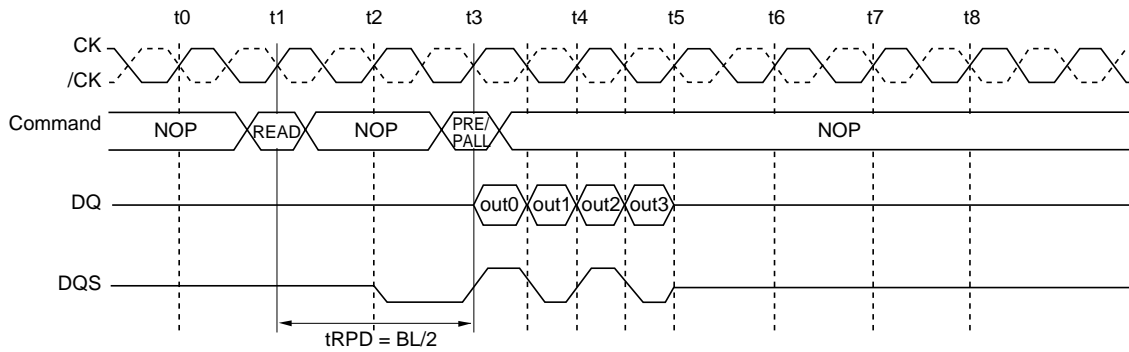 t0 t1 t2 t3 t4 t5 t6 t7 t8
CK
/CK
Command NOP READ NOP PRE/ PALL NOP
DQ out0 out1 out2 out3
DQS
tRPD = BL/2